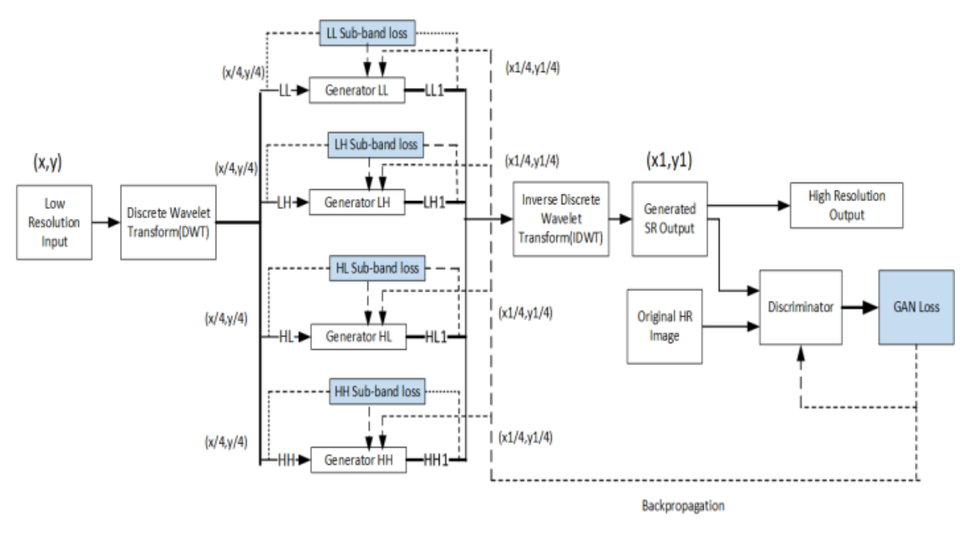 LL Sub-band loss
(x/4,y/4)
(x1/4,y1/4)
LL
Generator LL
LL1
LH Sub-band loss
(x,y)
(x/4,y/4)
(x1/4,y1/4)
(x1,y1)
Low
Resolution
Input
Discrete Wavelet
Transform(DWT)
LH
Generator LH
LH1
Inverse Discrete
Wavelet
Transform(IDWT)
Generated
SR Output
High Resolution
Output
HL Sub-band loss
(x/4,y/4)
(x1/4,y1/4)
HL
Generator HL
HL1
Original HR
Image
Discriminator
GAN Loss
HH Sub-band loss
(x/4,y/4)
(x1/4,y1/4)
HH
Generator HH
HH1
Backpropagation